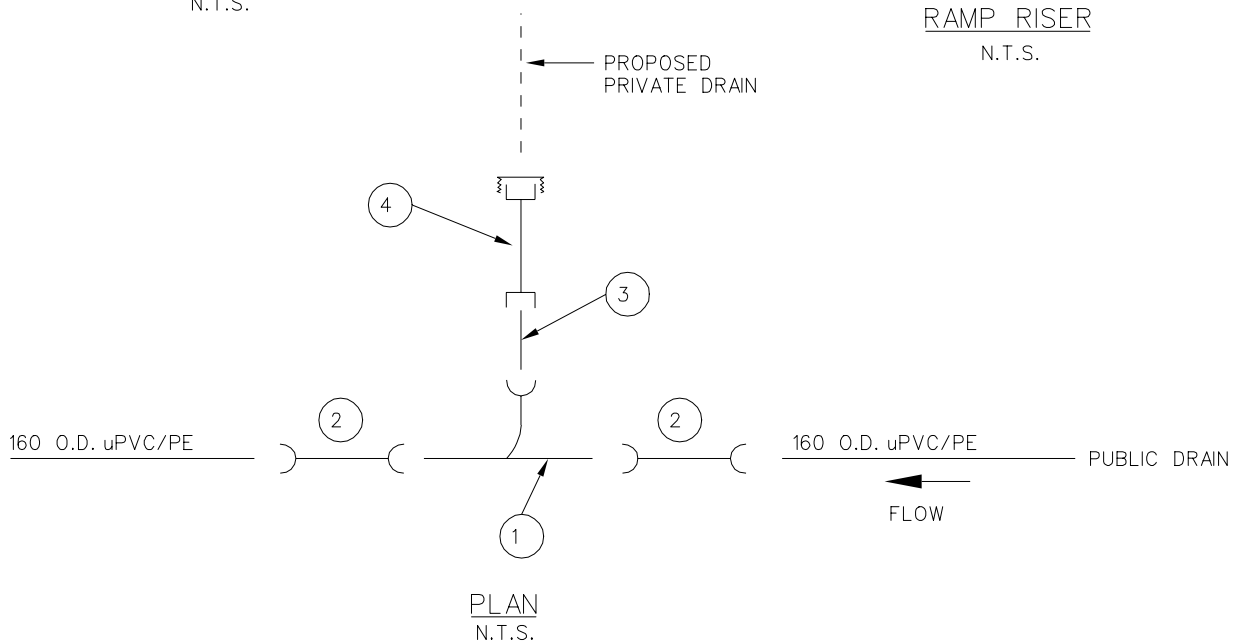 N.T.S.
RAMP RISER
N.T.S.
PROPOSED
PRIVATE DRAIN
4
3
2
2
160 O.D. uPVC/PE
160 O.D. uPVC/PE
PUBLIC DRAIN
FLOW
1
PLAN
N.T.S.